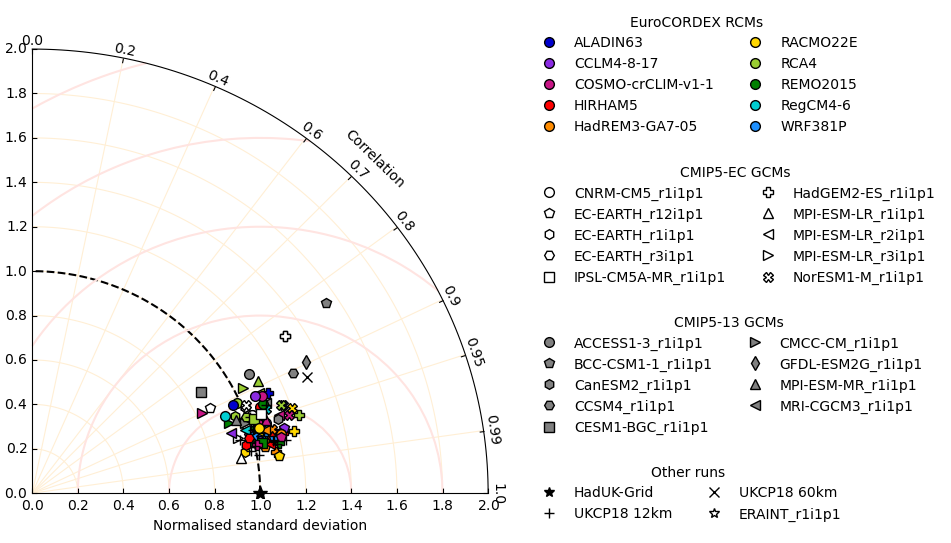 EuroCORDEX RCMs
ALADIN63 RACMO22E
CCLM4-8-17 RCA4
COSMO-crCLIM-v1-1 REMO2015
HIRHAM5 RegCM4-6
HadREM3-GA7-05 WRF381P
CMIP5-EC GCMs
CNRM-CM5_r1i1p1 HadGEM2-ES_r1i1p1
EC-EARTH_r12i1p1 MPI-ESM-LR_r1i1p1
EC-EARTH_r1i1p1 MPI-ESM-LR_r2i1p1
EC-EARTH_r3i1p1 MPI-ESM-LR_r3i1p1
IPSL-CM5A-MR_r1i1p1 NorESM1-M_r1i1p1
CMIP5-13 GCMs
ACCESS1-3_r1i1p1 CMCC-CM_r1i1p1
BCC-CSM1-1_r1i1p1 GFDL-ESM2G_r1i1p1
CanESM2_r1i1p1 MPI-ESM-MR_r1i1p1
CCSM4_r1i1p1 MRI-CGCM3_r1i1p1
CESM1-BGC_r1i1p1
Other runs
HadUK-Grid UKCP18 60km
UKCP18 12km ERAINT_r1i1p1
0.0
0.2
0.4
0.6
Correlation
0.7
0.8
0.9
0.95
0.99
1.0
2.0
1.8
1.6
1.4
1.2
1.0
0.8
0.6
0.4
0.2
0.0
0.0 0.2 0.4 0.6 0.8 1.0 1.2 1.4 1.6 1.8 2.0
Normalised standard deviation